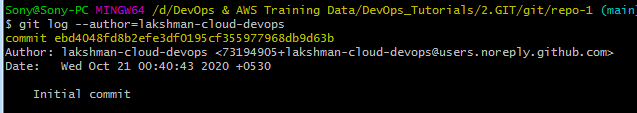 Sony@Sony-PC MINGW64 /d/DevOps & AWS Training Data/DevOps_Tutorials/2.GIT/git/repo-1 (main)
$ git log --author=lakshman-cloud-devops
commit ebd4048fd8b2efe3df0195cf355977968db9d63b
Author: lakshman-cloud-devops <73194905+lakshman-cloud-devops@users.noreply.github.com>
Date:   Wed Oct 21 00:40:43 2020 +0530
    Initial commit